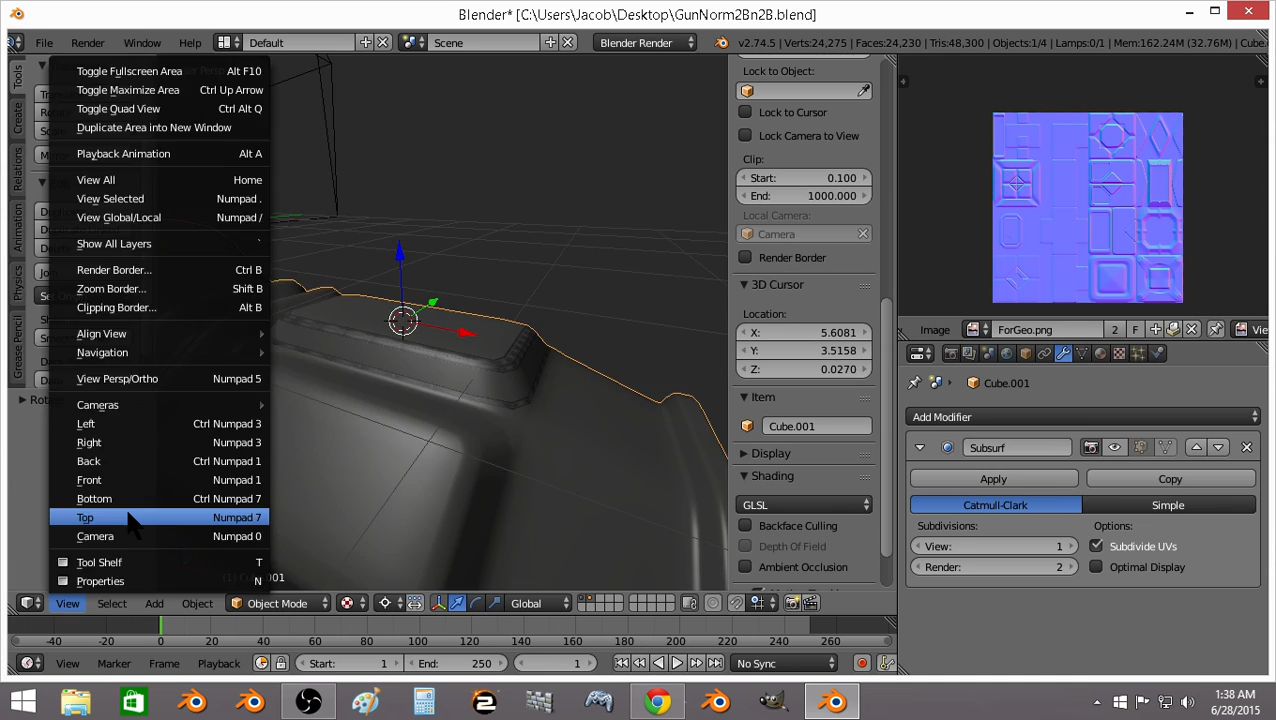 Blender* [C:\Users\Jacob\Desktop\GunNorm2Bn2B.blend]
File Render Window Help Default Scene Blender Render v2.74.5 | Verts:24,275 | Faces:24,230 | Tris:48,300 | Objects:1/4 | Lamps:0/1 | Mem:162.24M (32.76M) | Cube.
Tools
Create
Relations
Animation
Physics
Grease Pencil
Toggle Fullscreen Area Alt F10
Toggle Maximize Area Ctrl Up Arrow
Toggle Quad View Ctrl Alt Q
Duplicate Area into New Window
Playback Animation Alt A
View All Home
View Selected Numpad .
View Global/Local Numpad /
Show All Layers `
Render Border... Ctrl B
Zoom Border... Shift B
Clipping Border... Alt B
Align View
Navigation
View Persp/Ortho Numpad 5
Cameras
Left Ctrl Numpad 3
Right Numpad 3
Back Ctrl Numpad 1
Front Numpad 1
Bottom Ctrl Numpad 7
Top Numpad 7
Camera Numpad 0
Tool Shelf T
Properties N
Lock to Object:
Lock to Cursor
Lock Camera to View
Clip:
Start: 0.100
End: 1000.000
Local Camera:
Camera
Render Border
3D Cursor
Location:
X: 5.6081
Y: 3.5158
Z: 0.0270
Item
Cube.001
Display
Shading
GLSL
Backface Culling
Depth Of Field
Ambient Occlusion
Image ForGeo.png 2 F Vie
Cube.001
Add Modifier
Subsurf
Apply Copy
Catmull-Clark Simple
Subdivisions: Options:
View: 1 Subdivide UVs
Render: 2 Optimal Display
View Select Add Object Object Mode Global
-40 -20 0 20 40 60 80 100 120 140 160 180 200 220 240 260
View Marker Frame Playback Start: 1 End: 250 1 No Sync
1:38 AM
6/28/2015